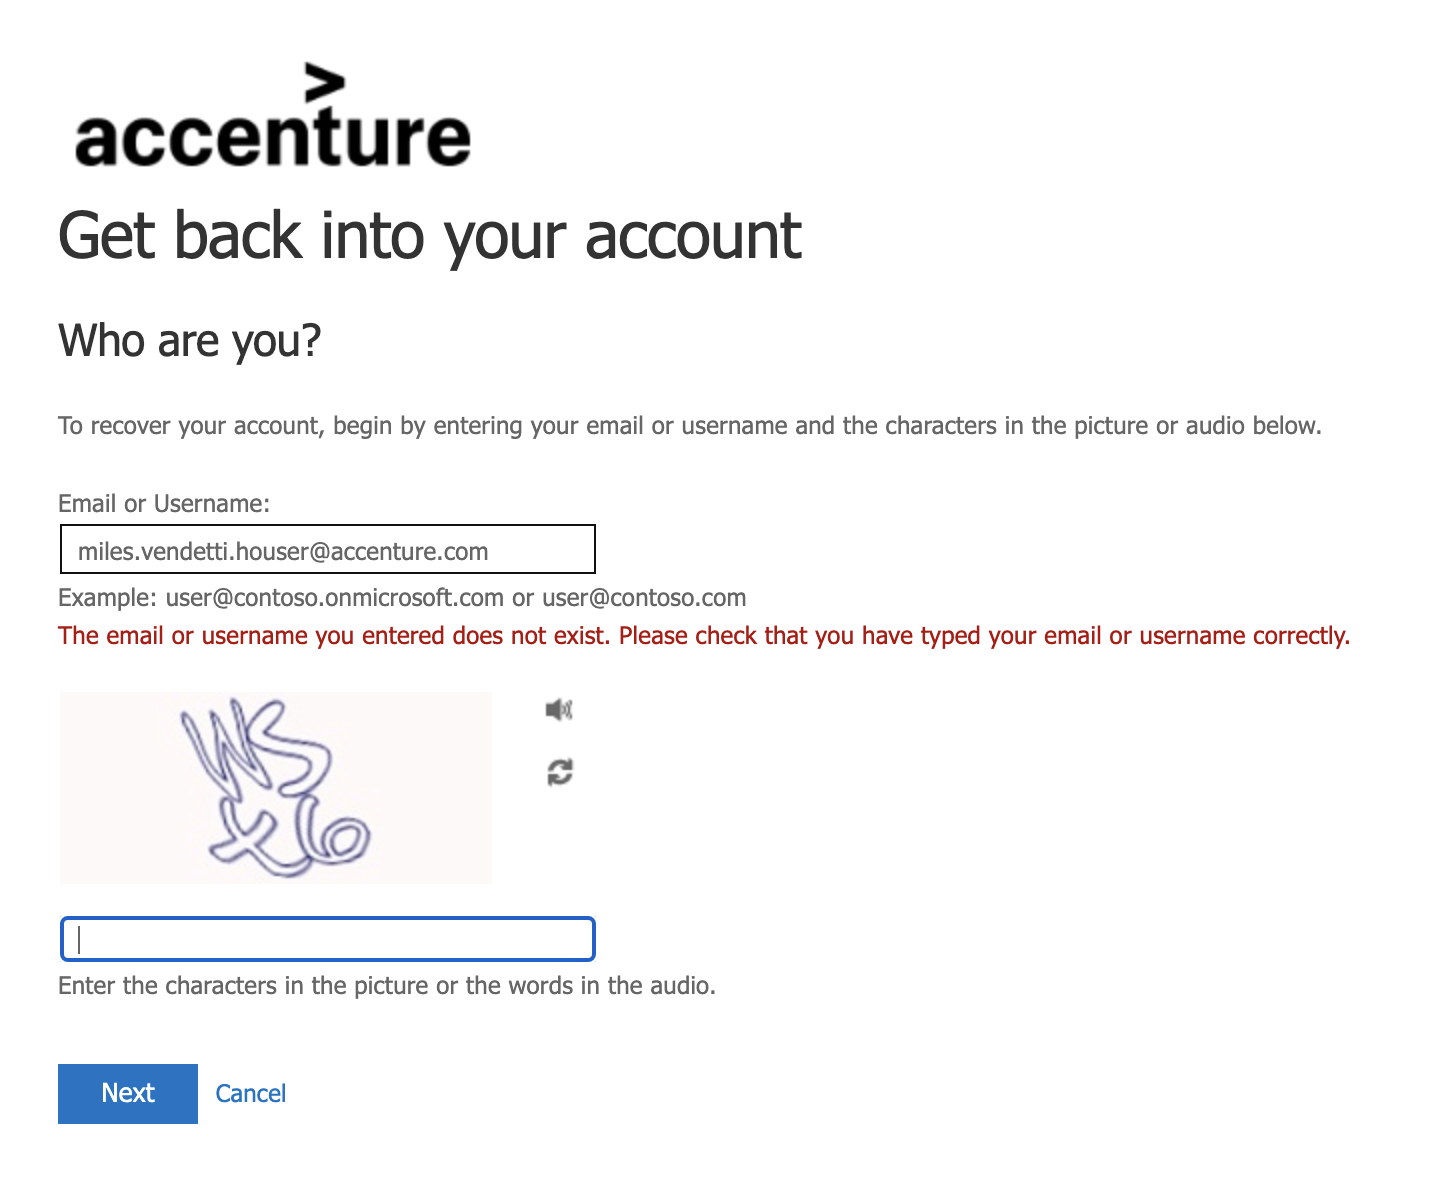 accenture
Get back into your account
Who are you?
To recover your account, begin by entering your email or username and the characters in the picture or audio below.
Email or Username:
miles.vendetti.houser@accenture.com
Example: user@contoso.onmicrosoft.com or user@contoso.com
The email or username you entered does not exist. Please check that you have typed your email or username correctly.
Enter the characters in the picture or the words in the audio.
Next Cancel